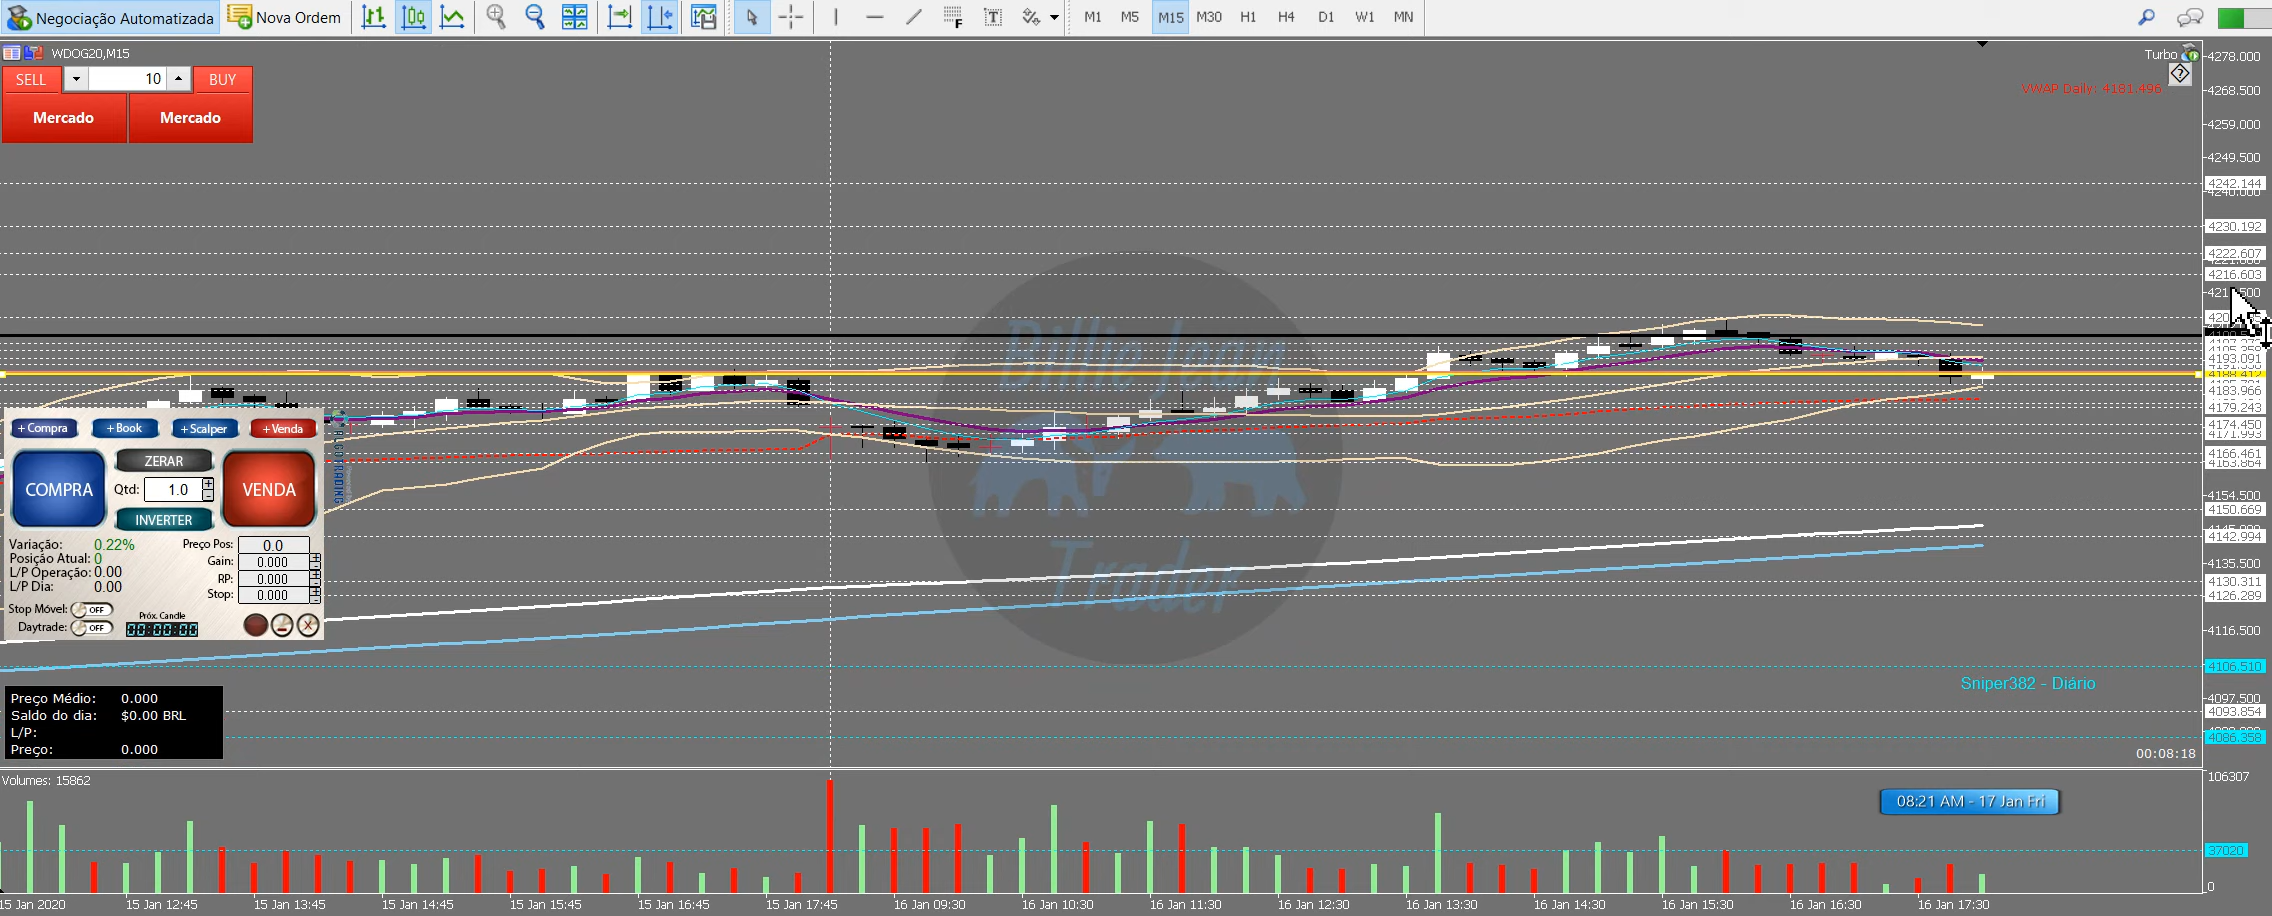 Negociação Automatizada
Nova Ordem
M1 M5 M15 M30 H1 H4 D1 W1 MN
WDOG20,M15
Turbo
SELL 10 BUY
Mercado Mercado
VWAP Daily: 4181.496
4278.000
4268.500
4259.000
4249.500
4242.144
4230.192
4222.607
4216.603
4193.091
4188.412
4183.966
4179.243
4174.450
4171.993
4166.461
4163.864
4154.500
4150.669
4142.994
4135.500
4130.311
4126.289
4116.500
4106.510
4097.500
4093.854
4086.358
Billie Joan
Trader
+Compra +Book +Scalper +Venda
COMPRA
ZERAR
Qtd: 1.0
INVERTER
VENDA
ALGOTRADING
Variação: 0.22%
Posição Atual: 0
L/P Operação: 0.00
L/P Dia: 0.00
Preço Pos: 0.0
Gain: 0.000
RP: 0.000
Stop: 0.000
Stop Móvel: OFF
Daytrade: OFF
Próx. Candle
00:00:00
X
Sniper382 - Diário
Preço Médio: 0.000
Saldo do dia: $0.00 BRL
L/P:
Preço: 0.000
00:08:18
Volumes: 15862
106307
08:21 AM - 17 Jan Fri
37020
0
15 Jan 2020
15 Jan 12:45
15 Jan 13:45
15 Jan 14:45
15 Jan 15:45
15 Jan 16:45
15 Jan 17:45
16 Jan 09:30
16 Jan 10:30
16 Jan 11:30
16 Jan 12:30
16 Jan 13:30
16 Jan 14:30
16 Jan 15:30
16 Jan 16:30
16 Jan 17:30